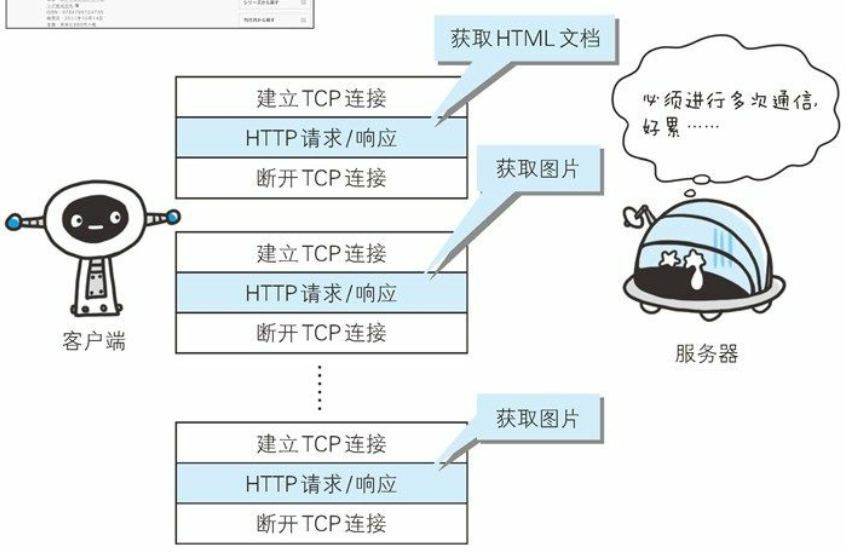 获取HTML文档
建立TCP连接
HTTP请求/响应
断开TCP连接
必须进行多次通信,
好累……
获取图片
建立TCP连接
HTTP请求/响应
断开TCP连接
客户端
服务器
获取图片
建立TCP连接
HTTP请求/响应
断开TCP连接